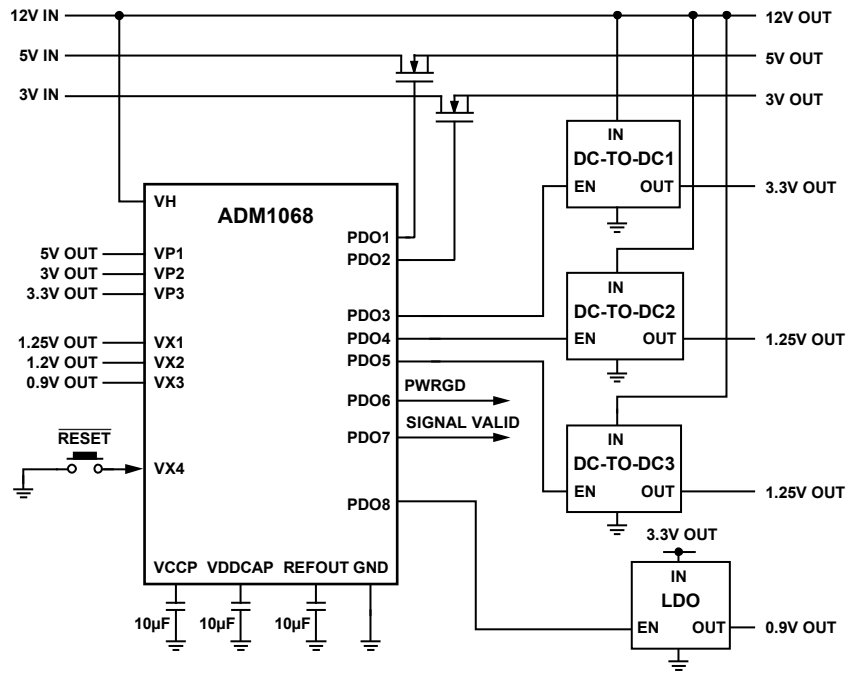 12V IN
12V OUT
5V IN
5V OUT
3V IN
3V OUT
IN
DC-TO-DC1
EN OUT
3.3V OUT
VH
ADM1068
PDO1
PDO2
5V OUT VP1
3V OUT VP2
3.3V OUT VP3
PDO3
IN
DC-TO-DC2
EN OUT
1.25V OUT
1.25V OUT VX1
1.2V OUT VX2
0.9V OUT VX3
PDO4
PDO5
PDO6 PWRGD
PDO7 SIGNAL VALID
RESET
VX4
IN
DC-TO-DC3
EN OUT
1.25V OUT
PDO8
3.3V OUT
IN
LDO
EN OUT
0.9V OUT
VCCP VDDCAP REFOUT GND
10µF 10µF 10µF